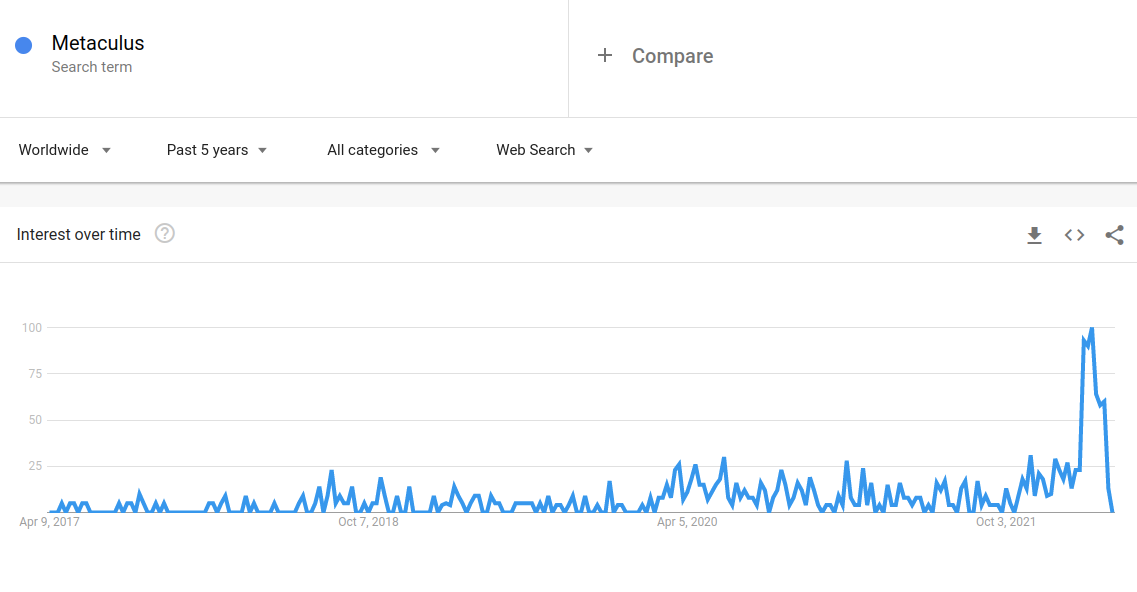 Metaculus
Search term
+ Compare
Worldwide
Past 5 years
All categories
Web Search
Interest over time
?
100
75
50
25
Apr 9, 2017
Oct 7, 2018
Apr 5, 2020
Oct 3, 2021